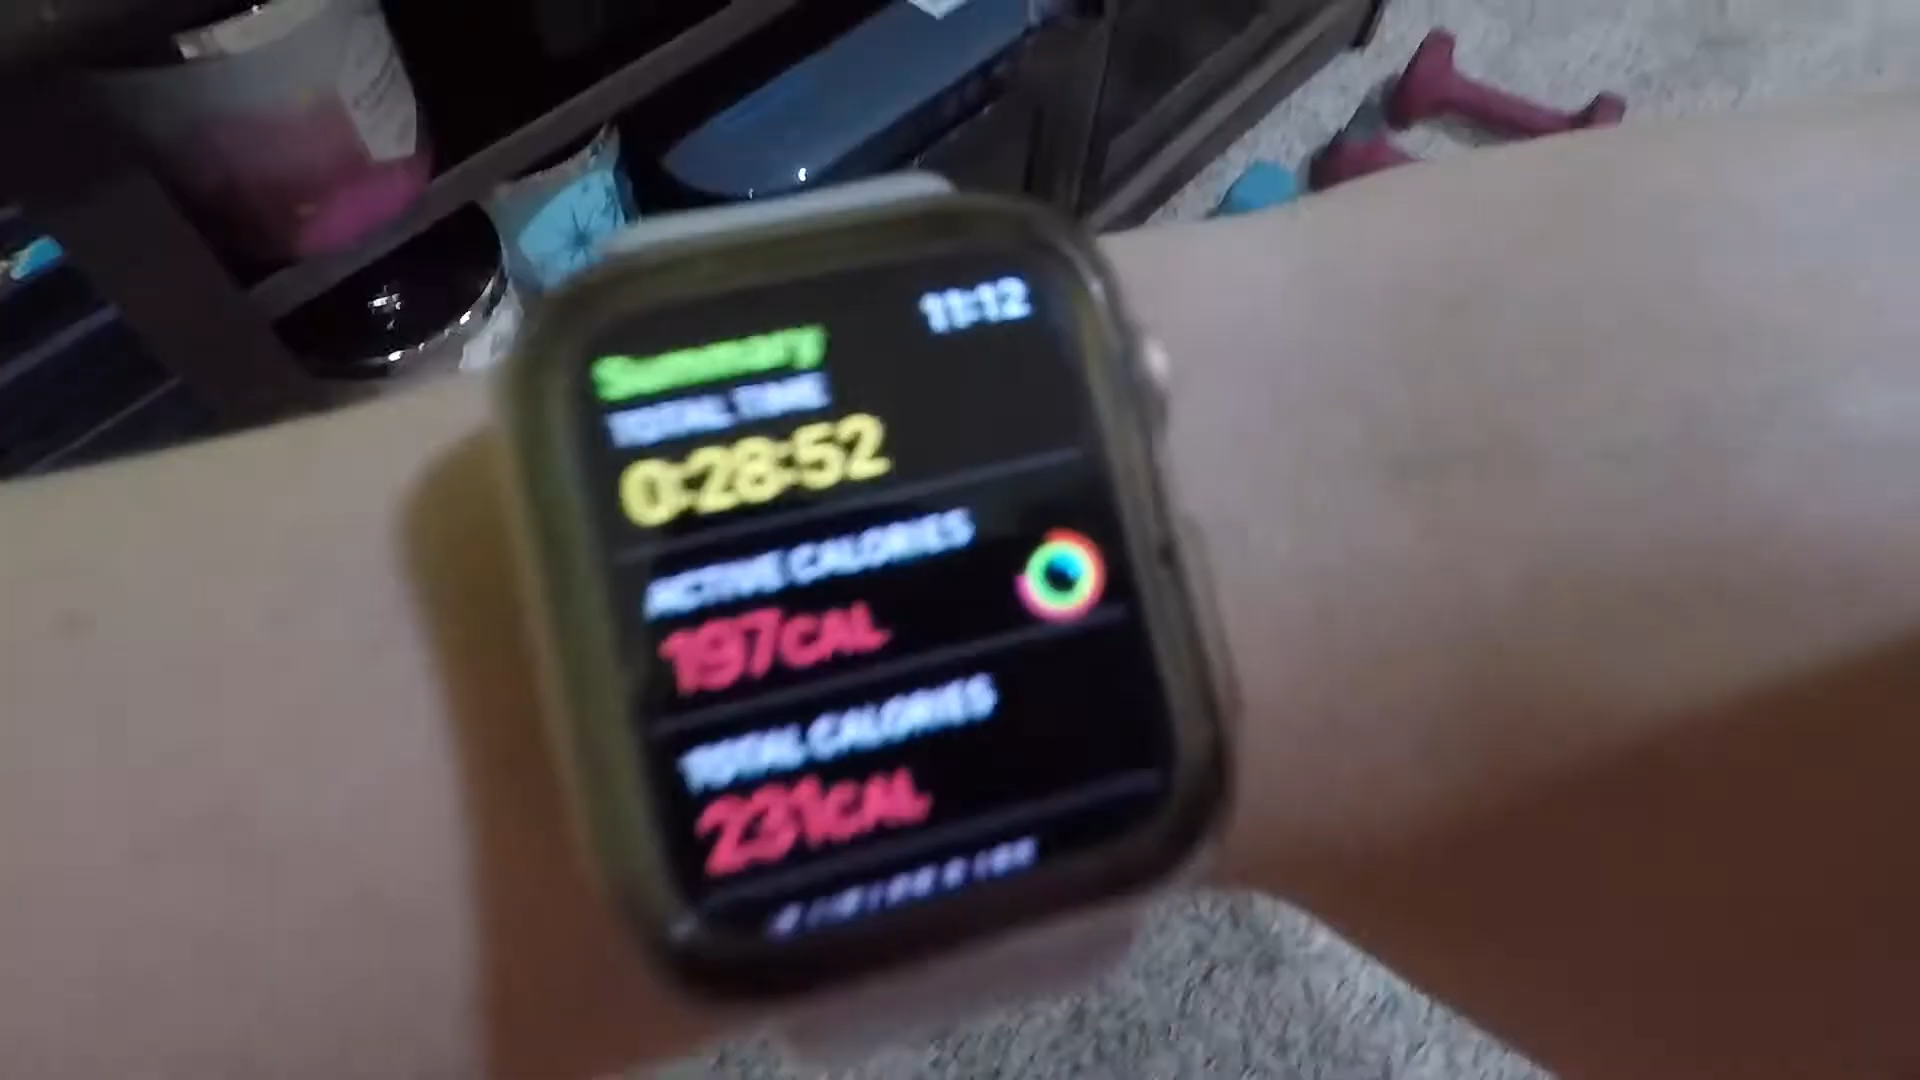 11:12
Summary
TOTAL TIME
0:28:52
ACTIVE CALORIES
197CAL
TOTAL CALORIES
231CAL